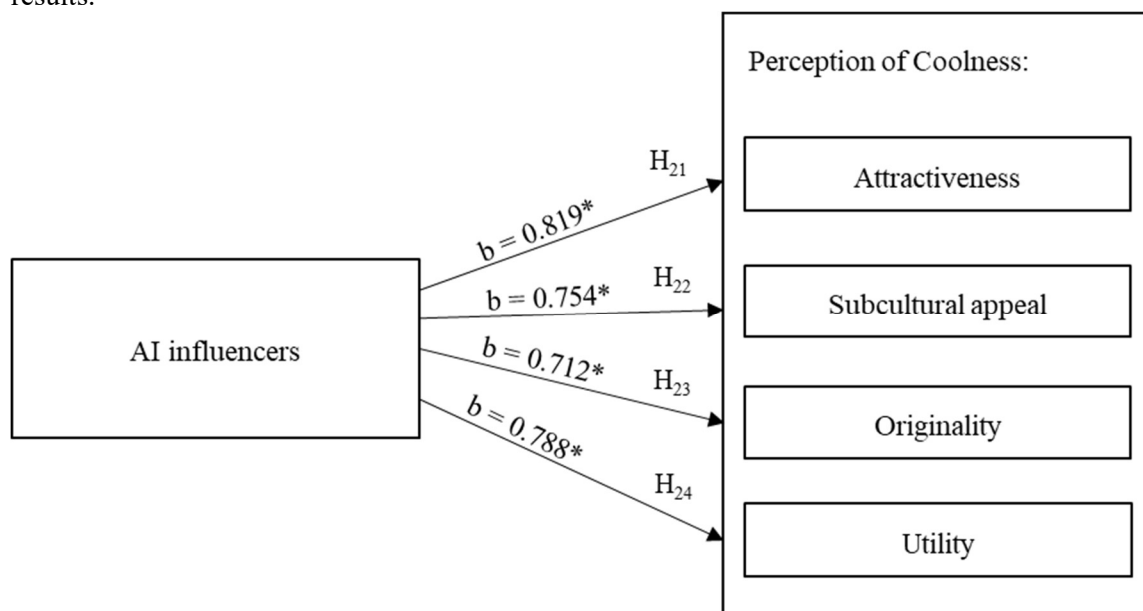 results.
Perception of Coolness:
H21
Attractiveness
b = 0.819*
H22
Subcultural appeal
b = 0.754*
AI influencers
b = 0.712*
H23
Originality
b = 0.788*
H24
Utility